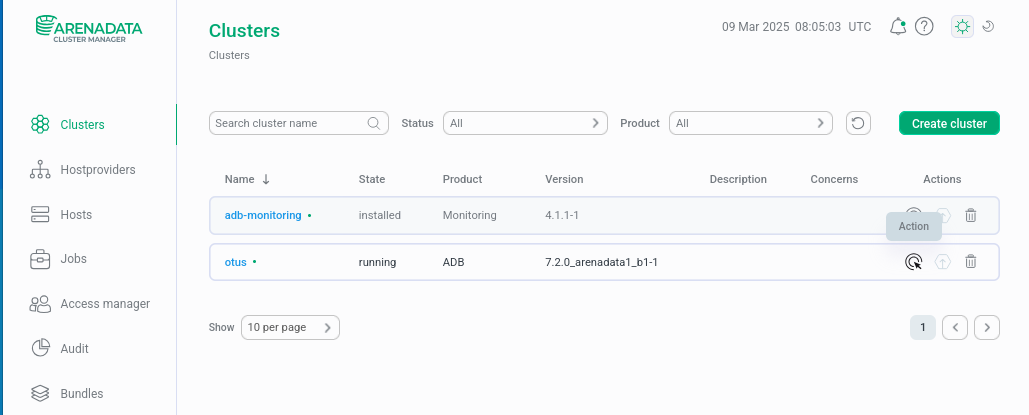 ARENADATA
CLUSTER MANAGER
Clusters
Hostproviders
Hosts
Jobs
Access manager
Audit
Bundles
Clusters
09 Mar 2025 08:05:03 UTC
Clusters
Search cluster name
Status
All
Product
All
Create cluster
Name State Product Version Description Concerns Actions
adb-monitoring installed Monitoring 4.1.1-1
Action
otus running ADB 7.2.0_arenadata1_b1-1
Show 10 per page 1